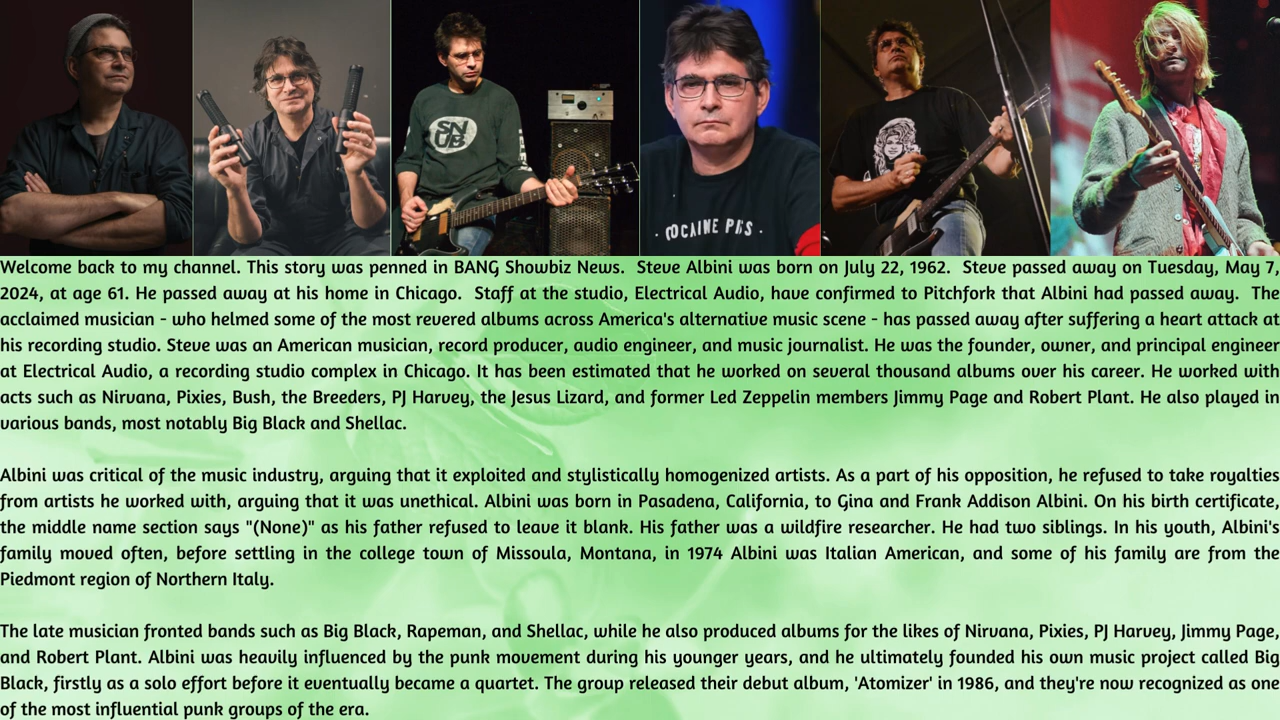 SNUB
COCAINE PI S.
Welcome back to my channel. This story was penned in BANG Showbiz News. Steve Albini was born on July 22, 1962. Steve passed away on Tuesday, May 7,
2024, at age 61. He passed away at his home in Chicago. Staff at the studio, Electrical Audio, have confirmed to Pitchfork that Albini had passed away. The
acclaimed musician - who helmed some of the most revered albums across America's alternative music scene - has passed away after suffering a heart attack at
his recording studio. Steve was an American musician, record producer, audio engineer, and music journalist. He was the founder, owner, and principal engineer
at Electrical Audio, a recording studio complex in Chicago. It has been estimated that he worked on several thousand albums over his career. He worked with
acts such as Nirvana, Pixies, Bush, the Breeders, PJ Harvey, the Jesus Lizard, and former Led Zeppelin members Jimmy Page and Robert Plant. He also played in
various bands, most notably Big Black and Shellac.
Albini was critical of the music industry, arguing that it exploited and stylistically homogenized artists. As a part of his opposition, he refused to take royalties
from artists he worked with, arguing that it was unethical. Albini was born in Pasadena, California, to Gina and Frank Addison Albini. On his birth certificate,
the middle name section says "(None)" as his father refused to leave it blank. His father was a wildfire researcher. He had two siblings. In his youth, Albini's
family moved often, before settling in the college town of Missoula, Montana, in 1974 Albini was Italian American, and some of his family are from the
Piedmont region of Northern Italy.
The late musician fronted bands such as Big Black, Rapeman, and Shellac, while he also produced albums for the likes of Nirvana, Pixies, PJ Harvey, Jimmy Page,
and Robert Plant. Albini was heavily influenced by the punk movement during his younger years, and he ultimately founded his own music project called Big
Black, firstly as a solo effort before it eventually became a quartet. The group released their debut album, 'Atomizer' in 1986, and they're now recognized as one
of the most influential punk groups of the era.